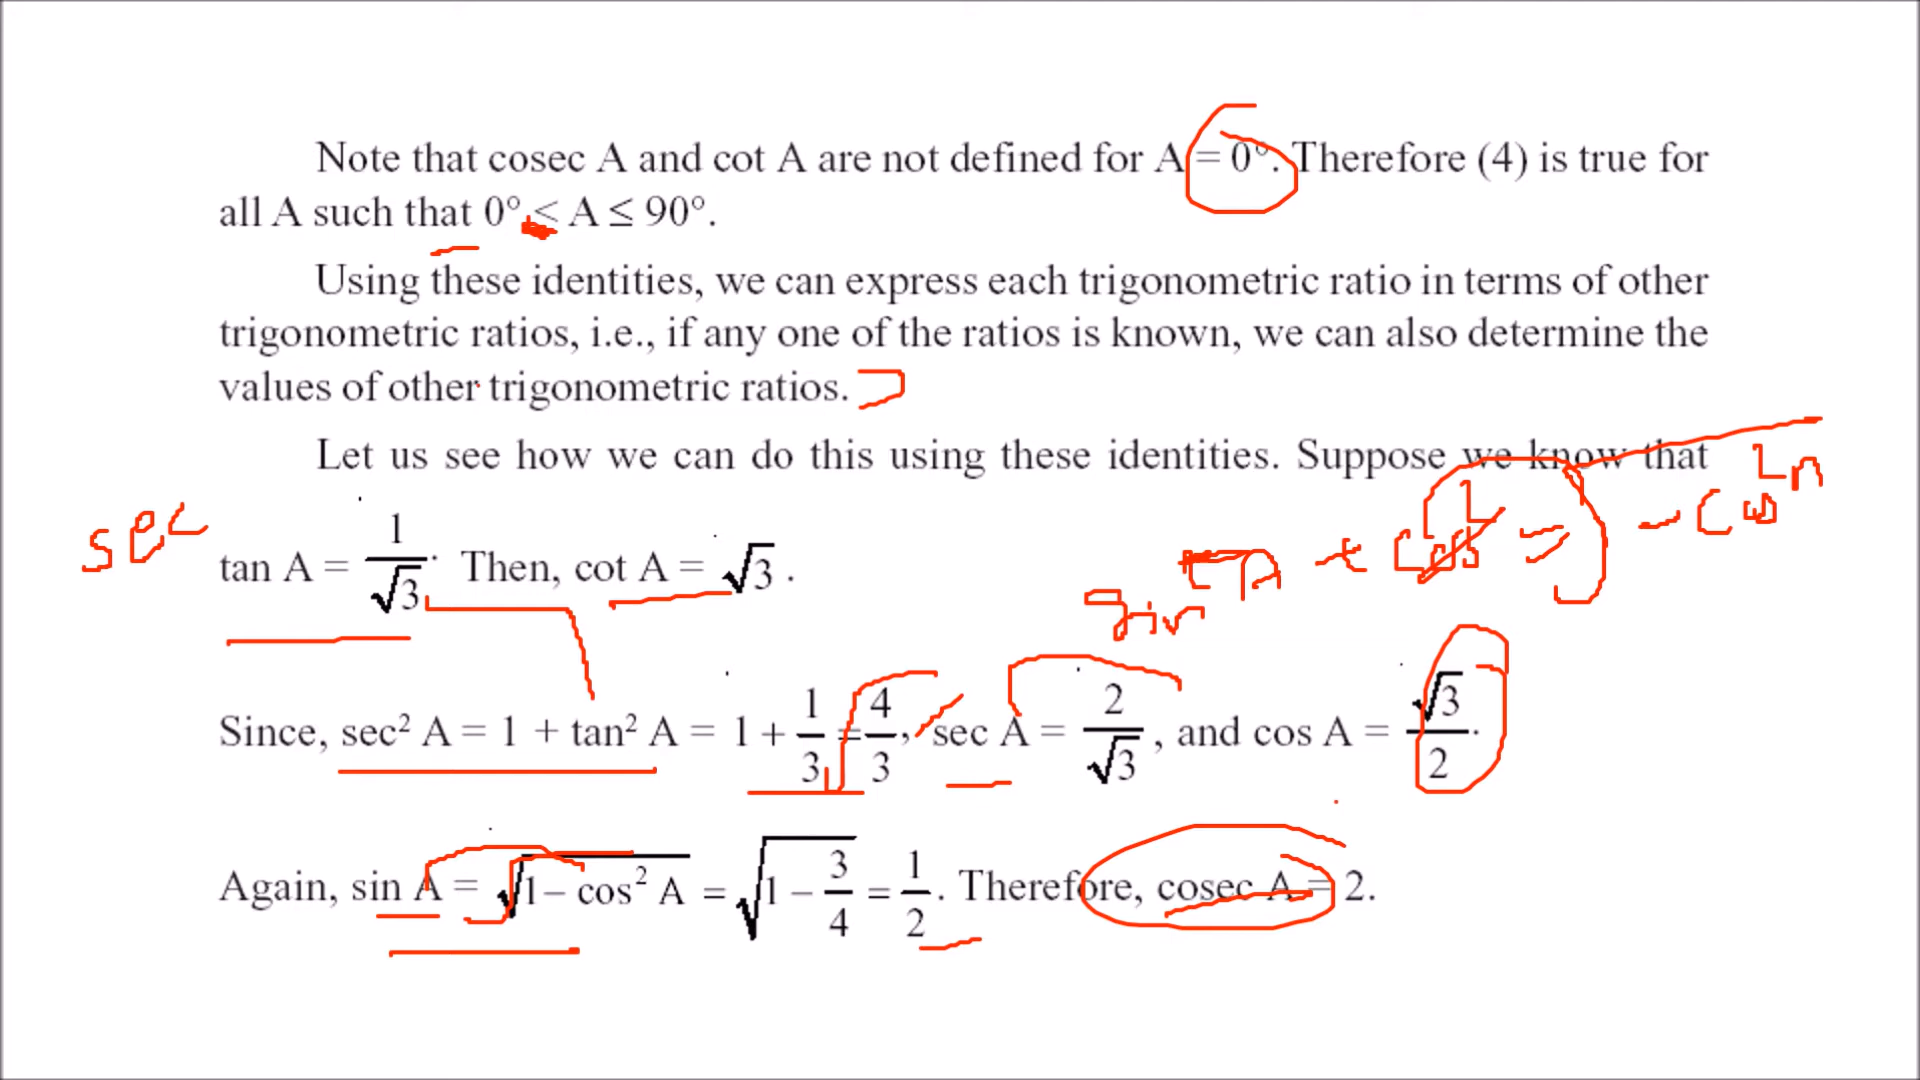 Note that cosec A and cot A are not defined for A = 0°. Therefore (4) is true for
all A such that 0° < A ≤ 90°.
Using these identities, we can express each trigonometric ratio in terms of other
trigonometric ratios, i.e., if any one of the ratios is known, we can also determine the
values of other trigonometric ratios.
Let us see how we can do this using these identities. Suppose we know that
sec
tan A = 1/√3. Then, cot A = √3.
Since, sec² A = 1 + tan² A = 1 + 1/3 = 4/3, sec A = 2/√3, and cos A = √3/2.
Again, sin A = √(1 – cos² A) = √(1 – 3/4) = 1/2. Therefore, cosec A = 2.